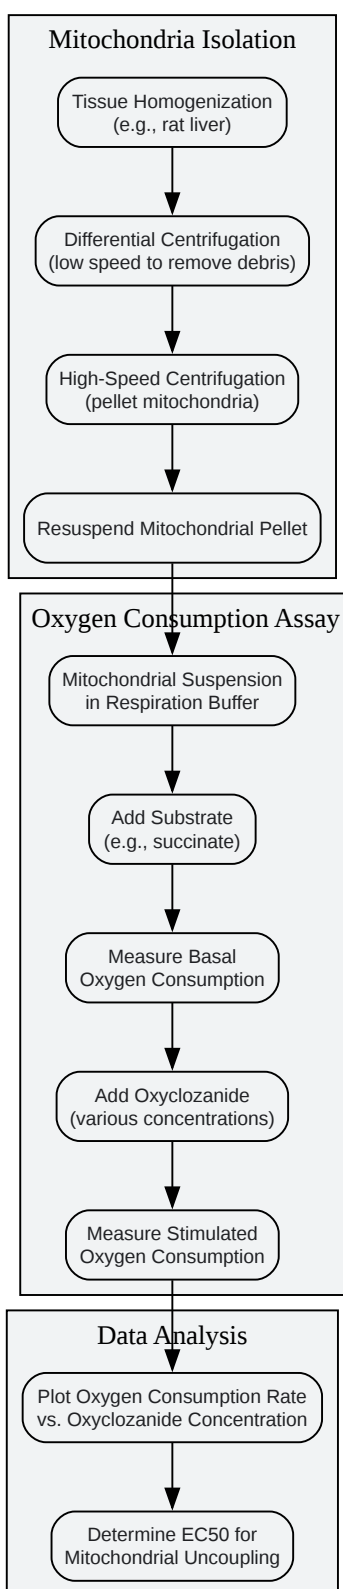 Mitochondria Isolation
Tissue Homogenization
(e.g., rat liver)
Differential Centrifugation
(low speed to remove debris)
High-Speed Centrifugation
(pellet mitochondria)
Resuspend Mitochondrial Pellet
Oxygen Consumption Assay
Mitochondrial Suspension
in Respiration Buffer
Add Substrate
(e.g., succinate)
Measure Basal
Oxygen Consumption
Add Oxyclozanide
(various concentrations)
Measure Stimulated
Oxygen Consumption
Data Analysis
Plot Oxygen Consumption Rate
vs. Oxyclozanide Concentration
Determine EC50 for
Mitochondrial Uncoupling